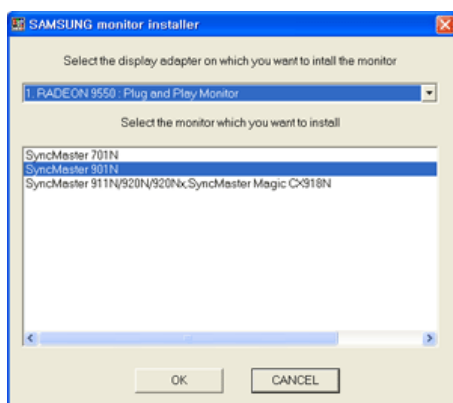 SAMSUNG monitor installer
Select the display adapter on which you want to intall the monitor
1. RADEON 9550 : Plug and Play Monitor
Select the monitor which you want to install
SyncMaster 701N
SyncMaster 901N
SyncMaster 911N/920N/920Nx,SyncMaster Magic CX918N
OK
CANCEL